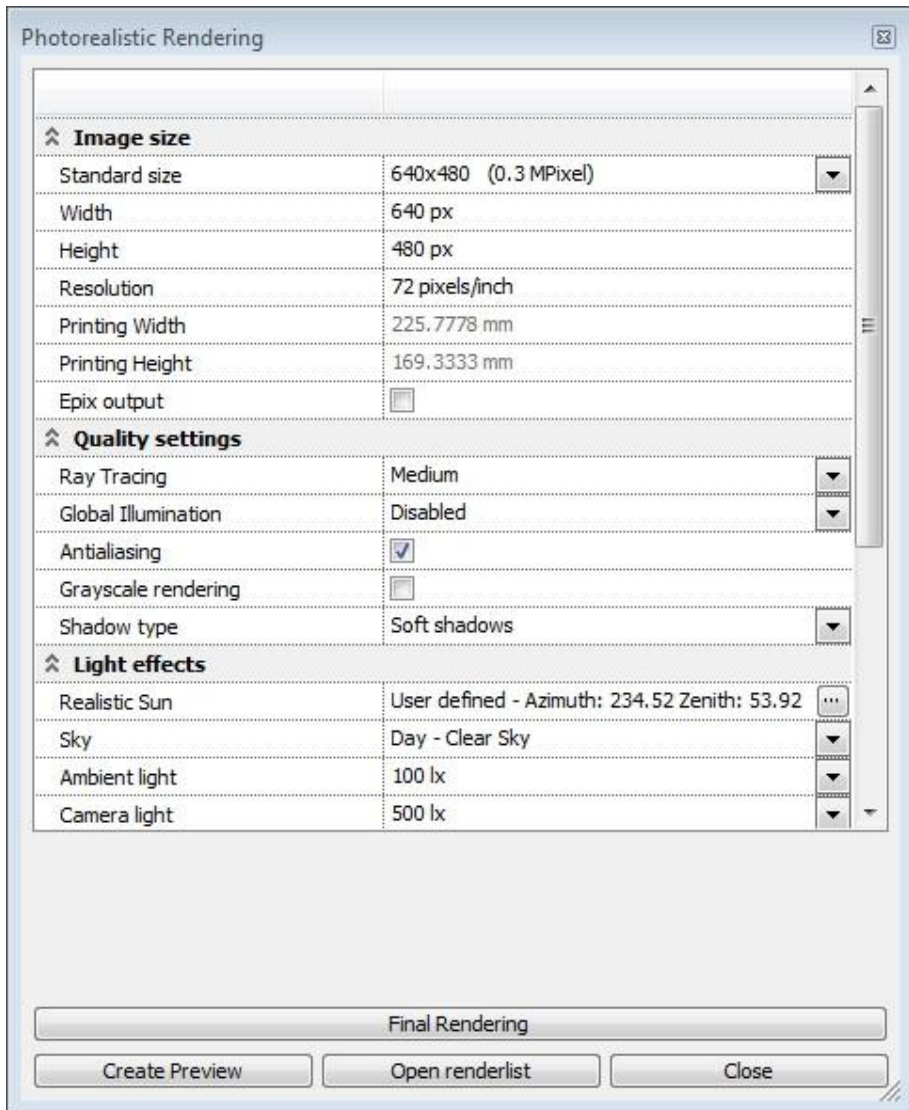 Photorealistic Rendering
Image size
Standard size 640x480 (0.3 MPixel)
Width 640 px
Height 480 px
Resolution 72 pixels/inch
Printing Width 225.7778 mm
Printing Height 169.3333 mm
Epix output
Quality settings
Ray Tracing Medium
Global Illumination Disabled
Antialiasing
Grayscale rendering
Shadow type Soft shadows
Light effects
Realistic Sun User defined - Azimuth: 234.52 Zenith: 53.92 ...
Sky Day - Clear Sky
Ambient light 100 lx
Camera light 500 lx
Final Rendering
Create Preview Open renderlist Close